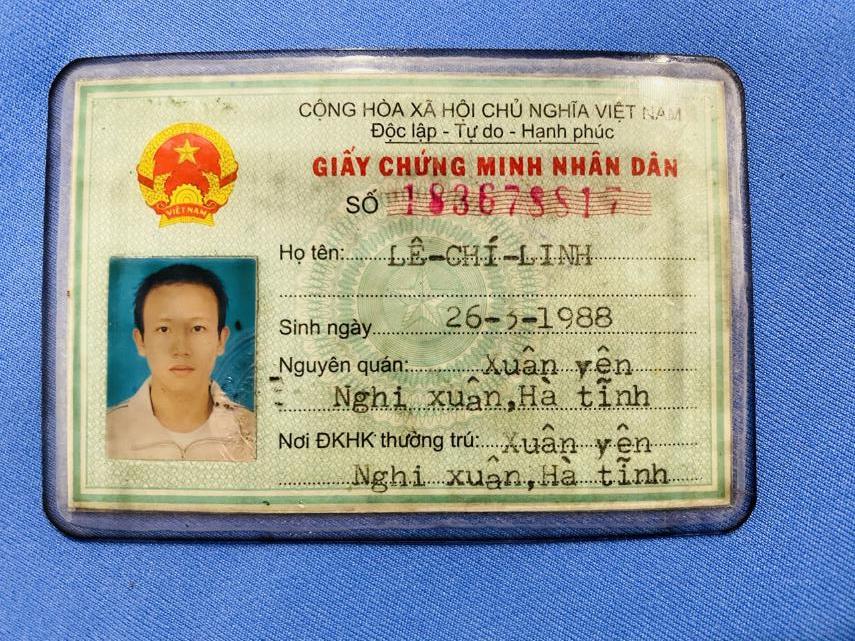 CỘNG HÒA XÃ HỘI CHỦ NGHĨA VIỆT NAM
Độc lập - Tự do - Hạnh phúc
GIẤY CHỨNG MINH NHÂN DÂN
SỐ 183678817
VIỆT NAM
Họ tên: LÊ-CHÍ-LINH
Sinh ngày 26-3-1988
Nguyên quán: Xuân yên
Nghi xuân,Hà tĩnh
Nơi ĐKHK thường trú: Xuân yên
Nghi xuân,Hà tĩnh